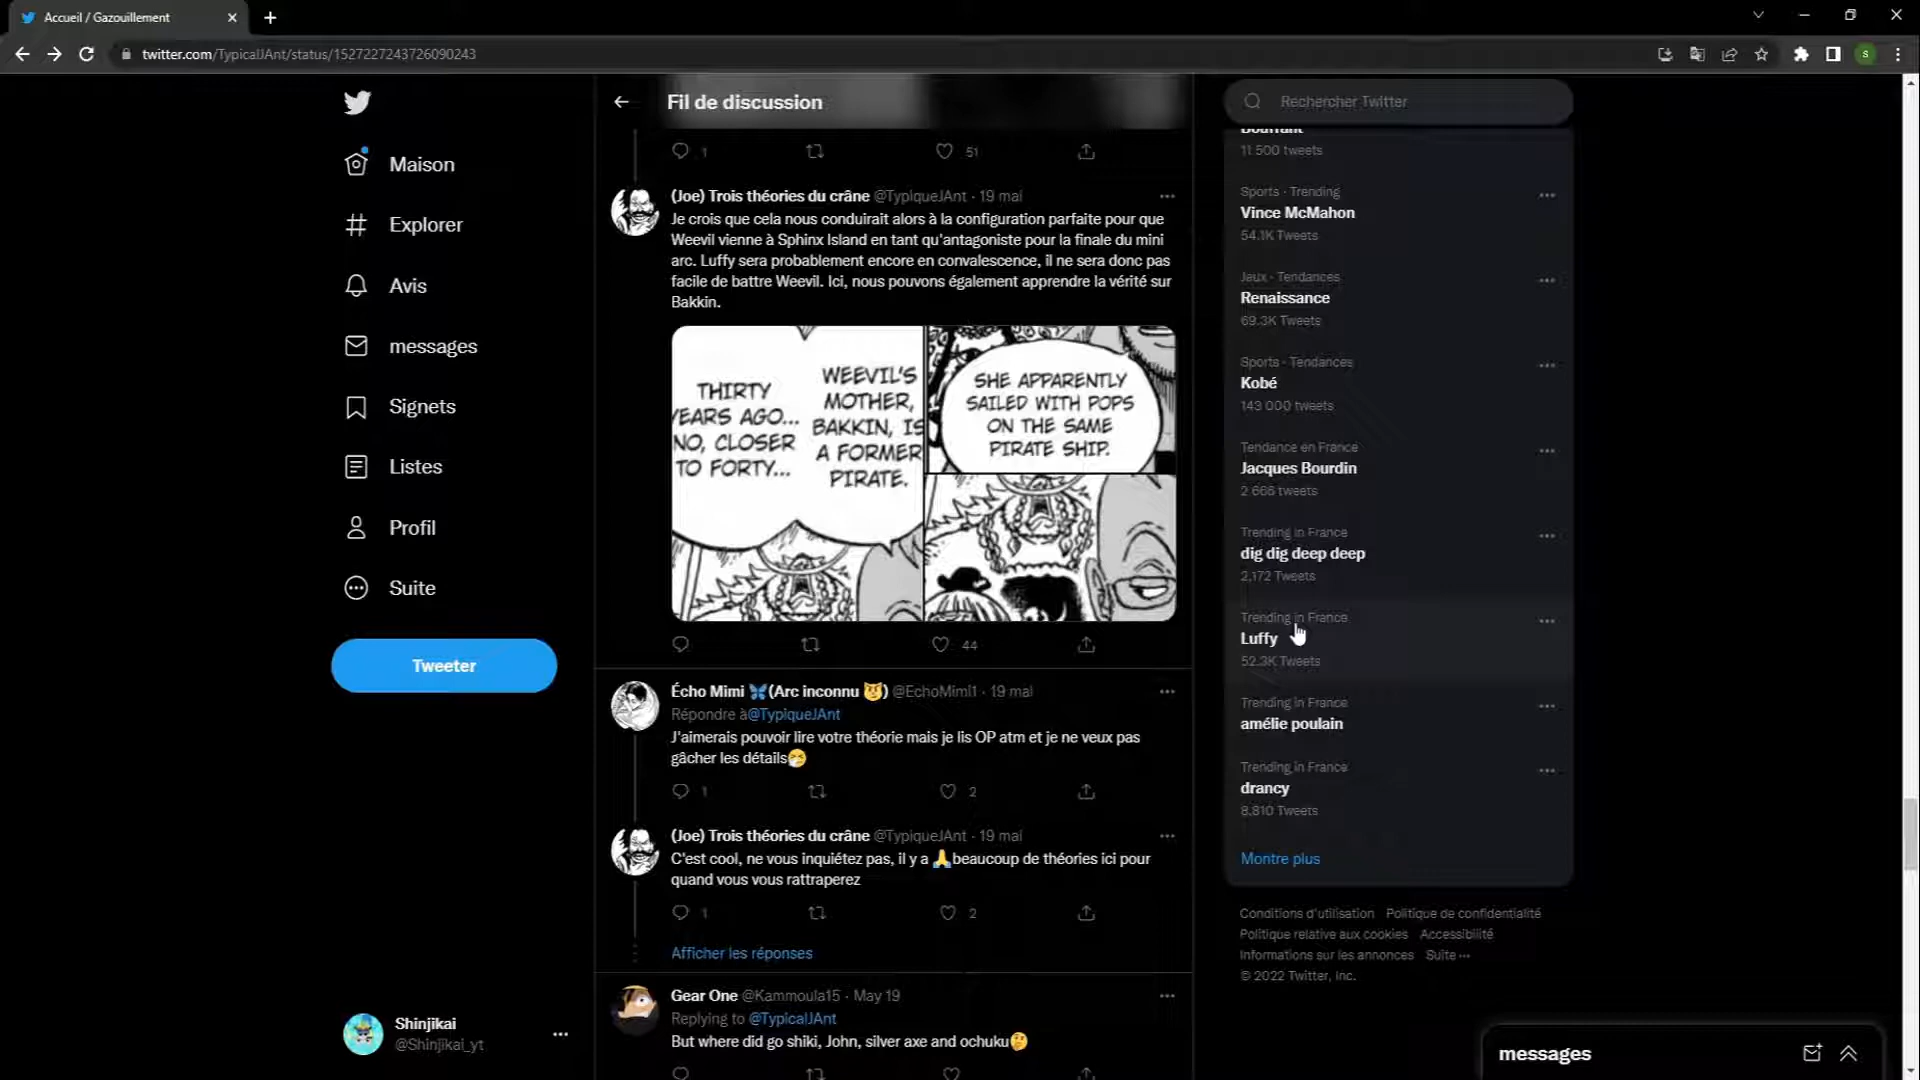 Accueil / Gazouillement
twitter.com/TypicalJAnt/status/1527227243726090243
S
Maison
Explorer
Avis
messages
Signets
Listes
Profil
Suite
Tweeter
Shinjikai
@Shinjikai_yt
Fil de discussion
1
51
(Joe) Trois théories du crâne @TypiqueJAnt · 19 mai
Je crois que cela nous conduirait alors à la configuration parfaite pour que
Weevil vienne à Sphinx Island en tant qu'antagoniste pour la finale du mini
arc. Luffy sera probablement encore en convalescence, il ne sera donc pas
facile de battre Weevil. Ici, nous pouvons également apprendre la vérité sur
Bakkin.
THIRTY
YEARS AGO...
NO, CLOSER
TO FORTY...
WEEVIL'S
MOTHER,
BAKKIN, IS
A FORMER
PIRATE.
SHE APPARENTLY
SAILED WITH POPS
ON THE SAME
PIRATE SHIP.
44
Écho Mimi 🦋(Arc inconnu 😼) @EchoMimi1 · 19 mai
Répondre à@TypiqueJAnt
J'aimerais pouvoir lire votre théorie mais je lis OP atm et je ne veux pas
gâcher les détails🤧
1
2
(Joe) Trois théories du crâne @TypiqueJAnt · 19 mai
C'est cool, ne vous inquiétez pas, il y a 🙏beaucoup de théories ici pour
quand vous vous rattraperez
1
2
Afficher les réponses
Gear One @Kammoula15 · May 19
Replying to @TypicalJAnt
But where did go shiki, John, silver axe and ochuku🤔
Rechercher Twitter
11 500 tweets
Sports · Trending
Vince McMahon
54.1K Tweets
Jeux · Tendances
Renaissance
69.3K Tweets
Sports · Tendances
Kobé
143 000 tweets
Tendance en France
Jacques Bourdin
2 666 tweets
Trending in France
dig dig deep deep
2,172 Tweets
Trending in France
Luffy
52.3K Tweets
Trending in France
amélie poulain
Trending in France
drancy
8,810 Tweets
Montre plus
Conditions d'utilisation Politique de confidentialité
Politique relative aux cookies Accessibilité
Informations sur les annonces Suite ···
© 2022 Twitter, Inc.
messages